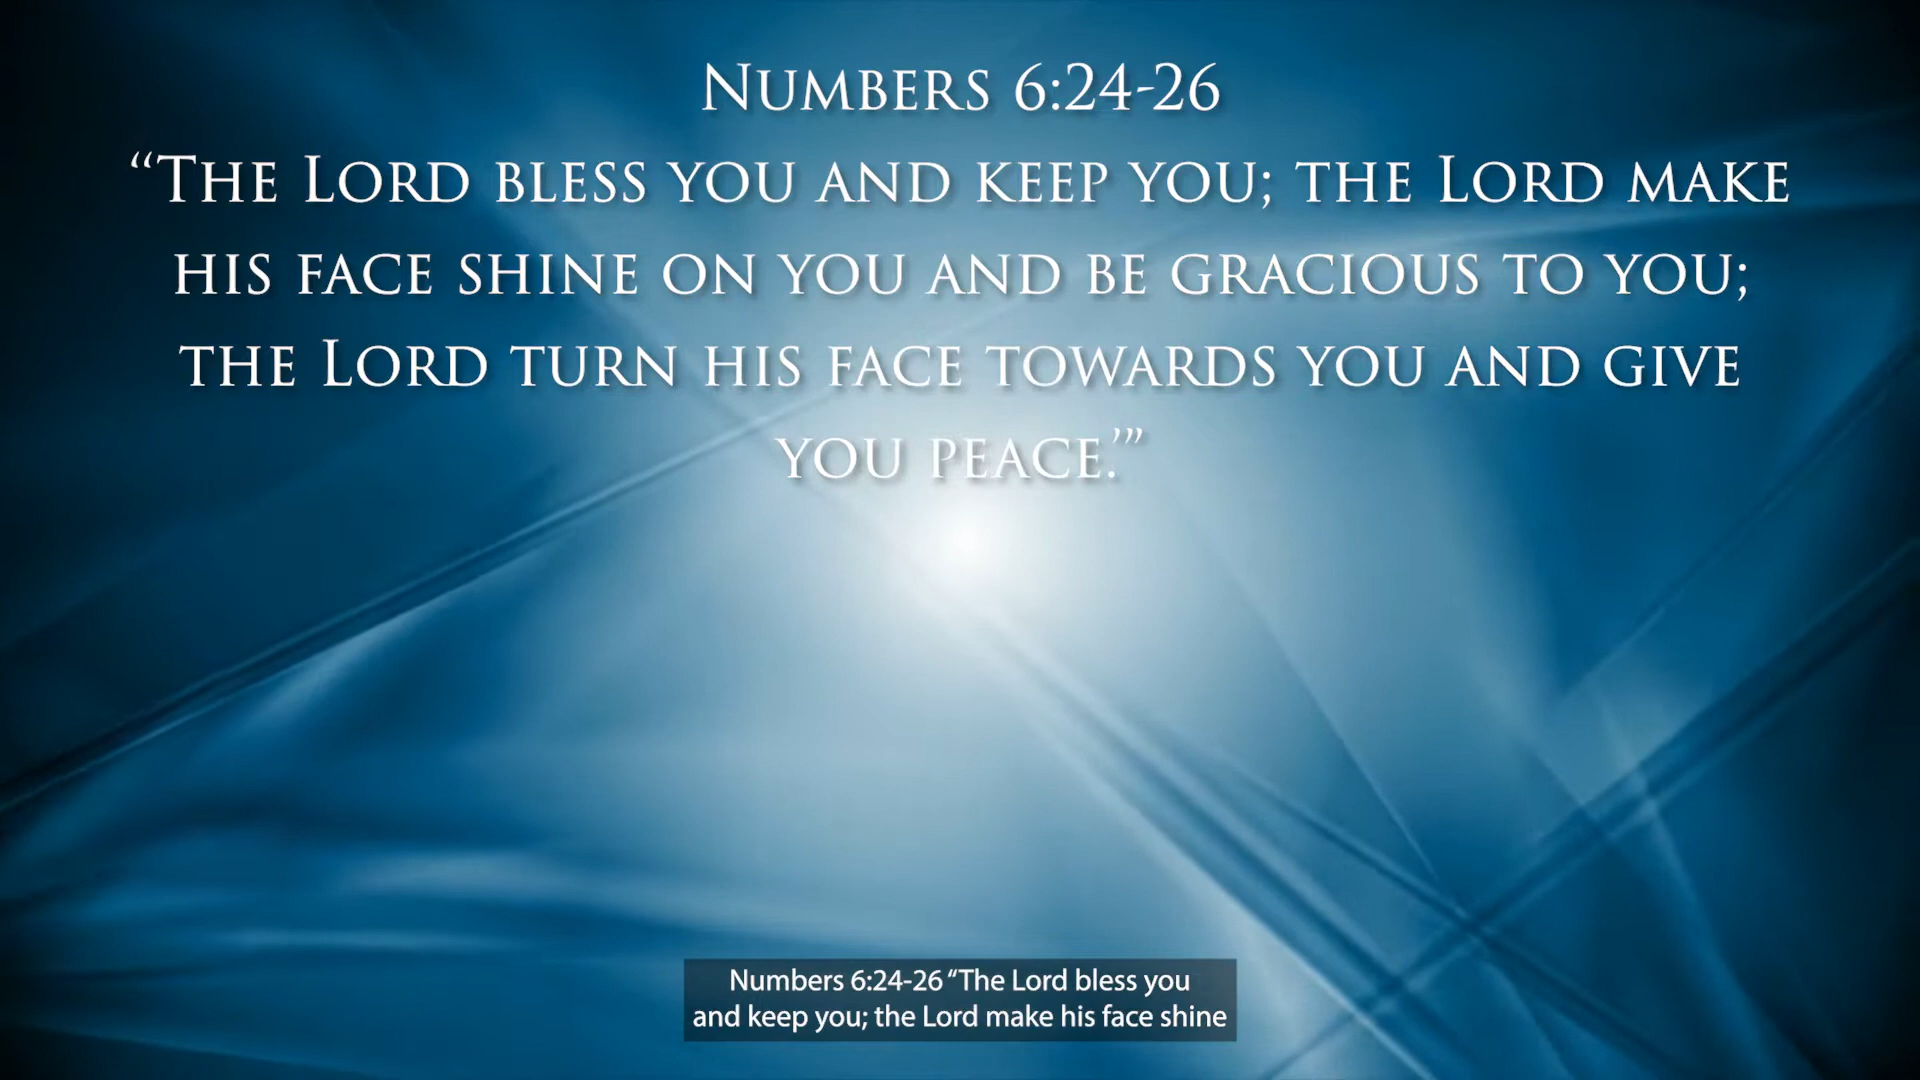 Numbers 6:24-26
“The Lord bless you and keep you; the Lord make
his face shine on you and be gracious to you;
the Lord turn his face towards you and give
you peace.’”
Numbers 6:24-26 “The Lord bless you
and keep you; the Lord make his face shine